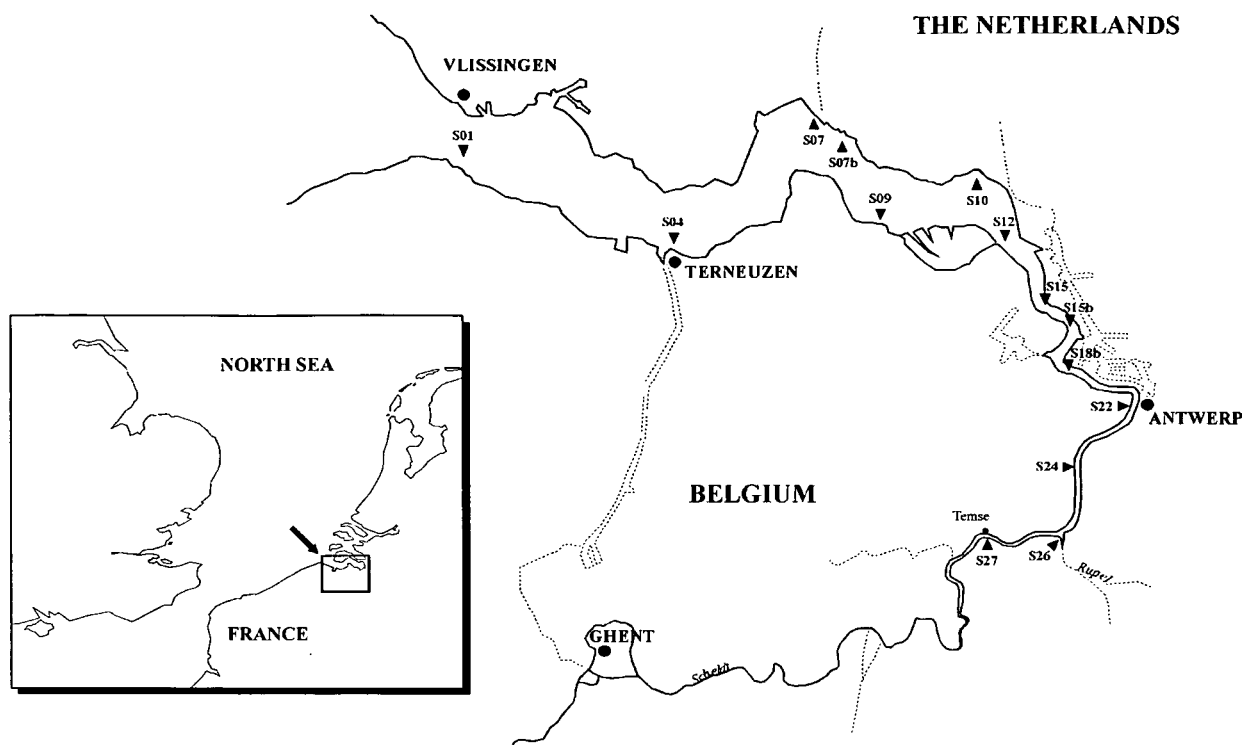 THE NETHERLANDS
VLISSINGEN
S01
S07
S07b
S10
S09
S12
S04
TERNEUZEN
S15
S15b
S18b
S22
ANTWERP
S24
BELGIUM
Temse
S27
S26
Rupel
GHENT
Scheldt
NORTH SEA
FRANCE